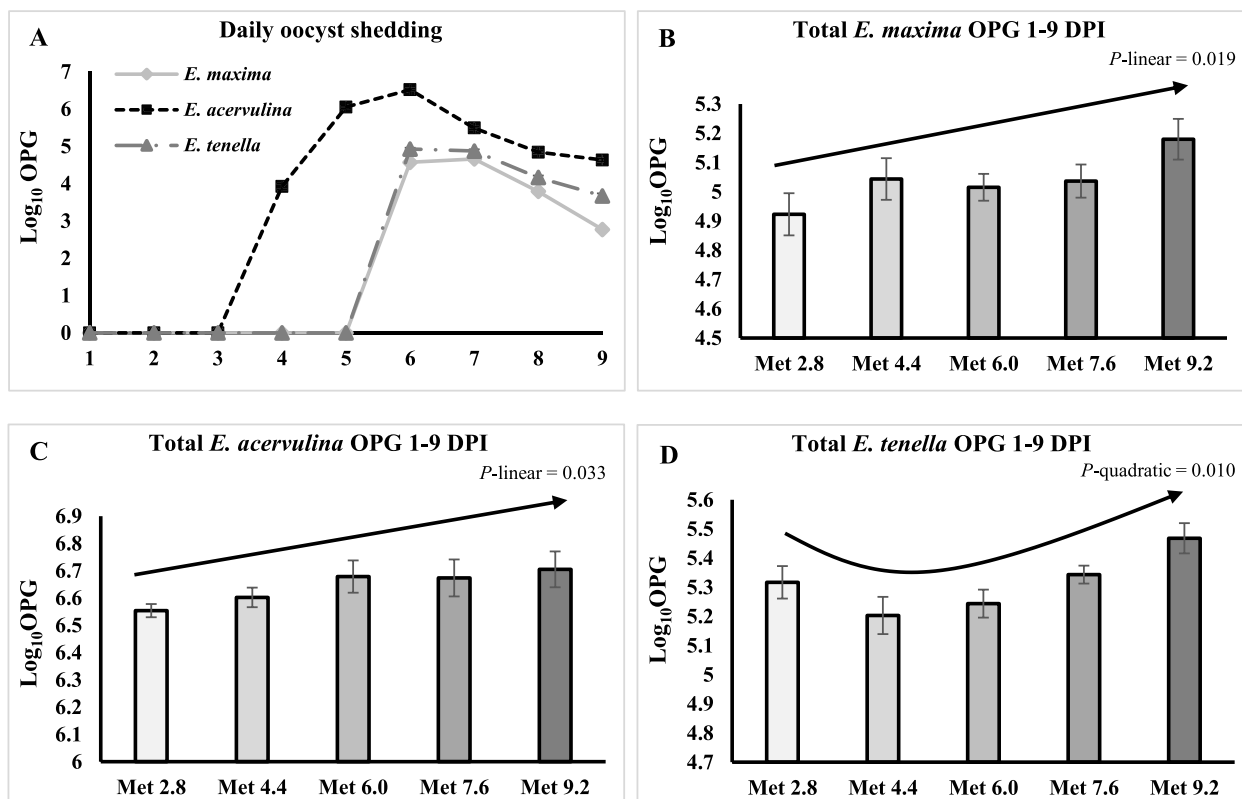 A
Daily oocyst shedding
E. maxima
E. acervulina
E. tenella
Log₁₀ OPG
7
6
5
4
3
2
1
0
1 2 3 4 5 6 7 8 9
B
Total E. maxima OPG 1-9 DPI
P-linear = 0.019
Log₁₀OPG
5.3
5.2
5.1
5
4.9
4.8
4.7
4.6
4.5
Met 2.8 Met 4.4 Met 6.0 Met 7.6 Met 9.2
C
Total E. acervulina OPG 1-9 DPI
P-linear = 0.033
Log₁₀OPG
6.9
6.8
6.7
6.6
6.5
6.4
6.3
6.2
6.1
6
Met 2.8 Met 4.4 Met 6.0 Met 7.6 Met 9.2
D
Total E. tenella OPG 1-9 DPI
P-quadratic = 0.010
Log₁₀OPG
5.6
5.5
5.4
5.3
5.2
5.1
5
4.9
4.8
4.7
Met 2.8 Met 4.4 Met 6.0 Met 7.6 Met 9.2